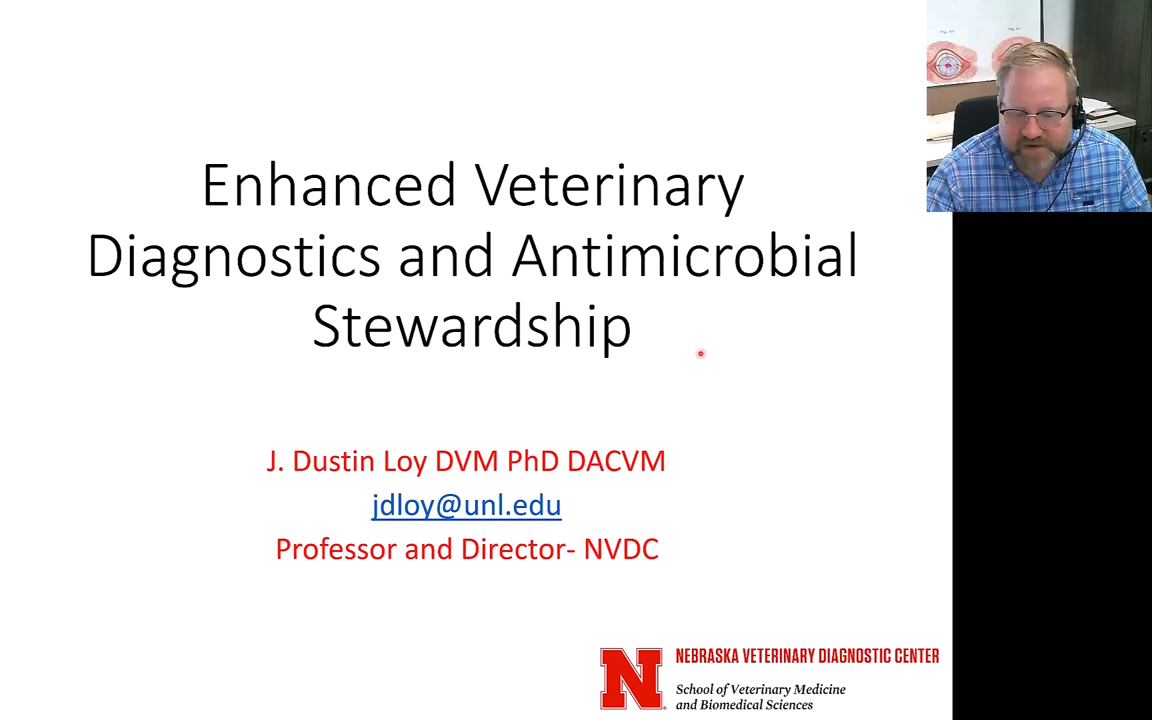 Enhanced Veterinary
Diagnostics and Antimicrobial
Stewardship
J. Dustin Loy DVM PhD DACVM
jdloy@unl.edu
Professor and Director- NVDC
N
NEBRASKA VETERINARY DIAGNOSTIC CENTER
School of Veterinary Medicine
and Biomedical Sciences